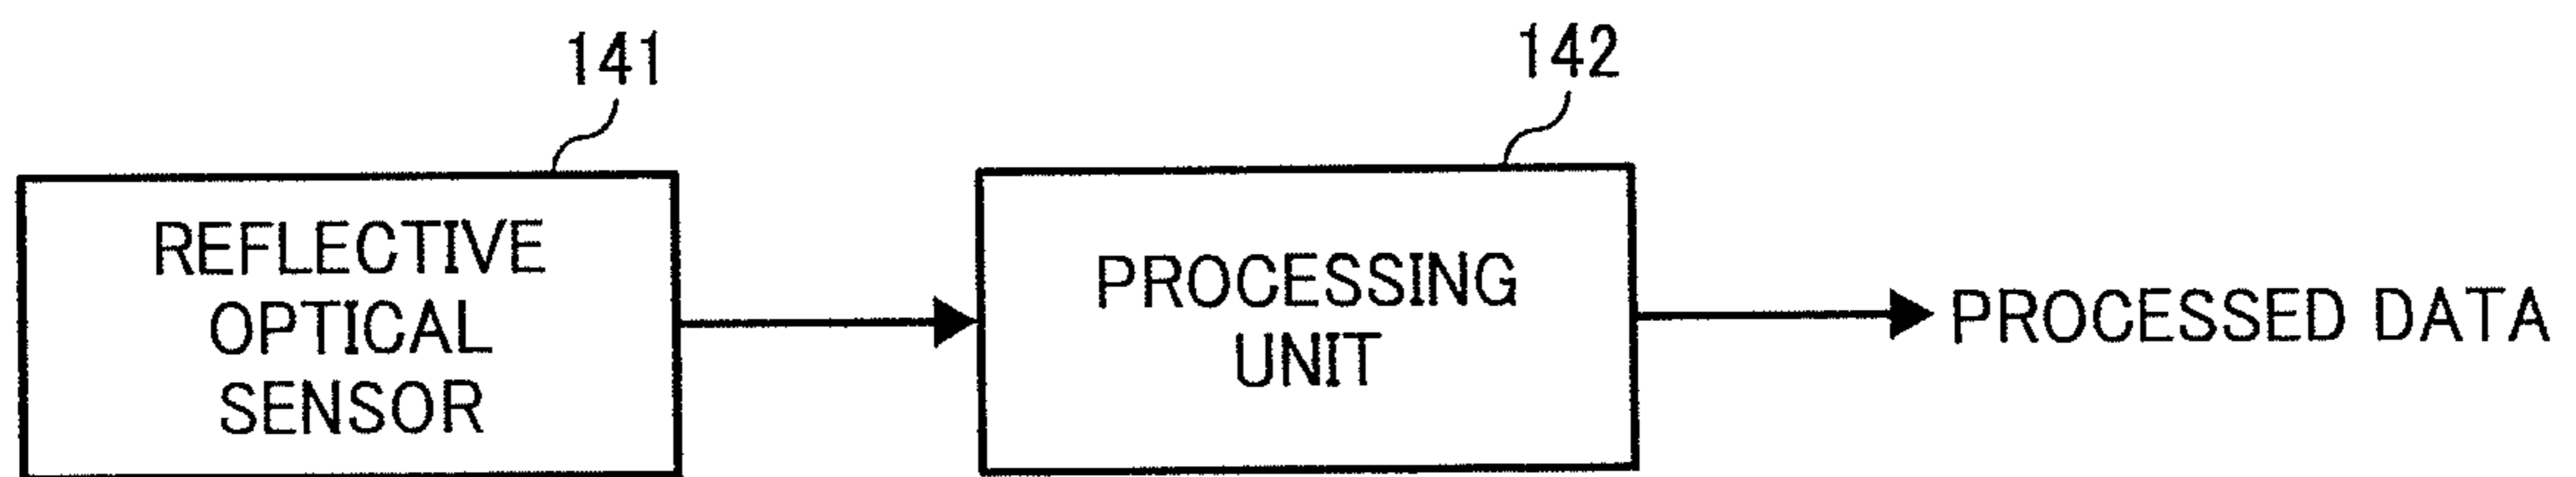 141
142
REFLECTIVE
OPTICAL
SENSOR
PROCESSING
UNIT
PROCESSED DATA